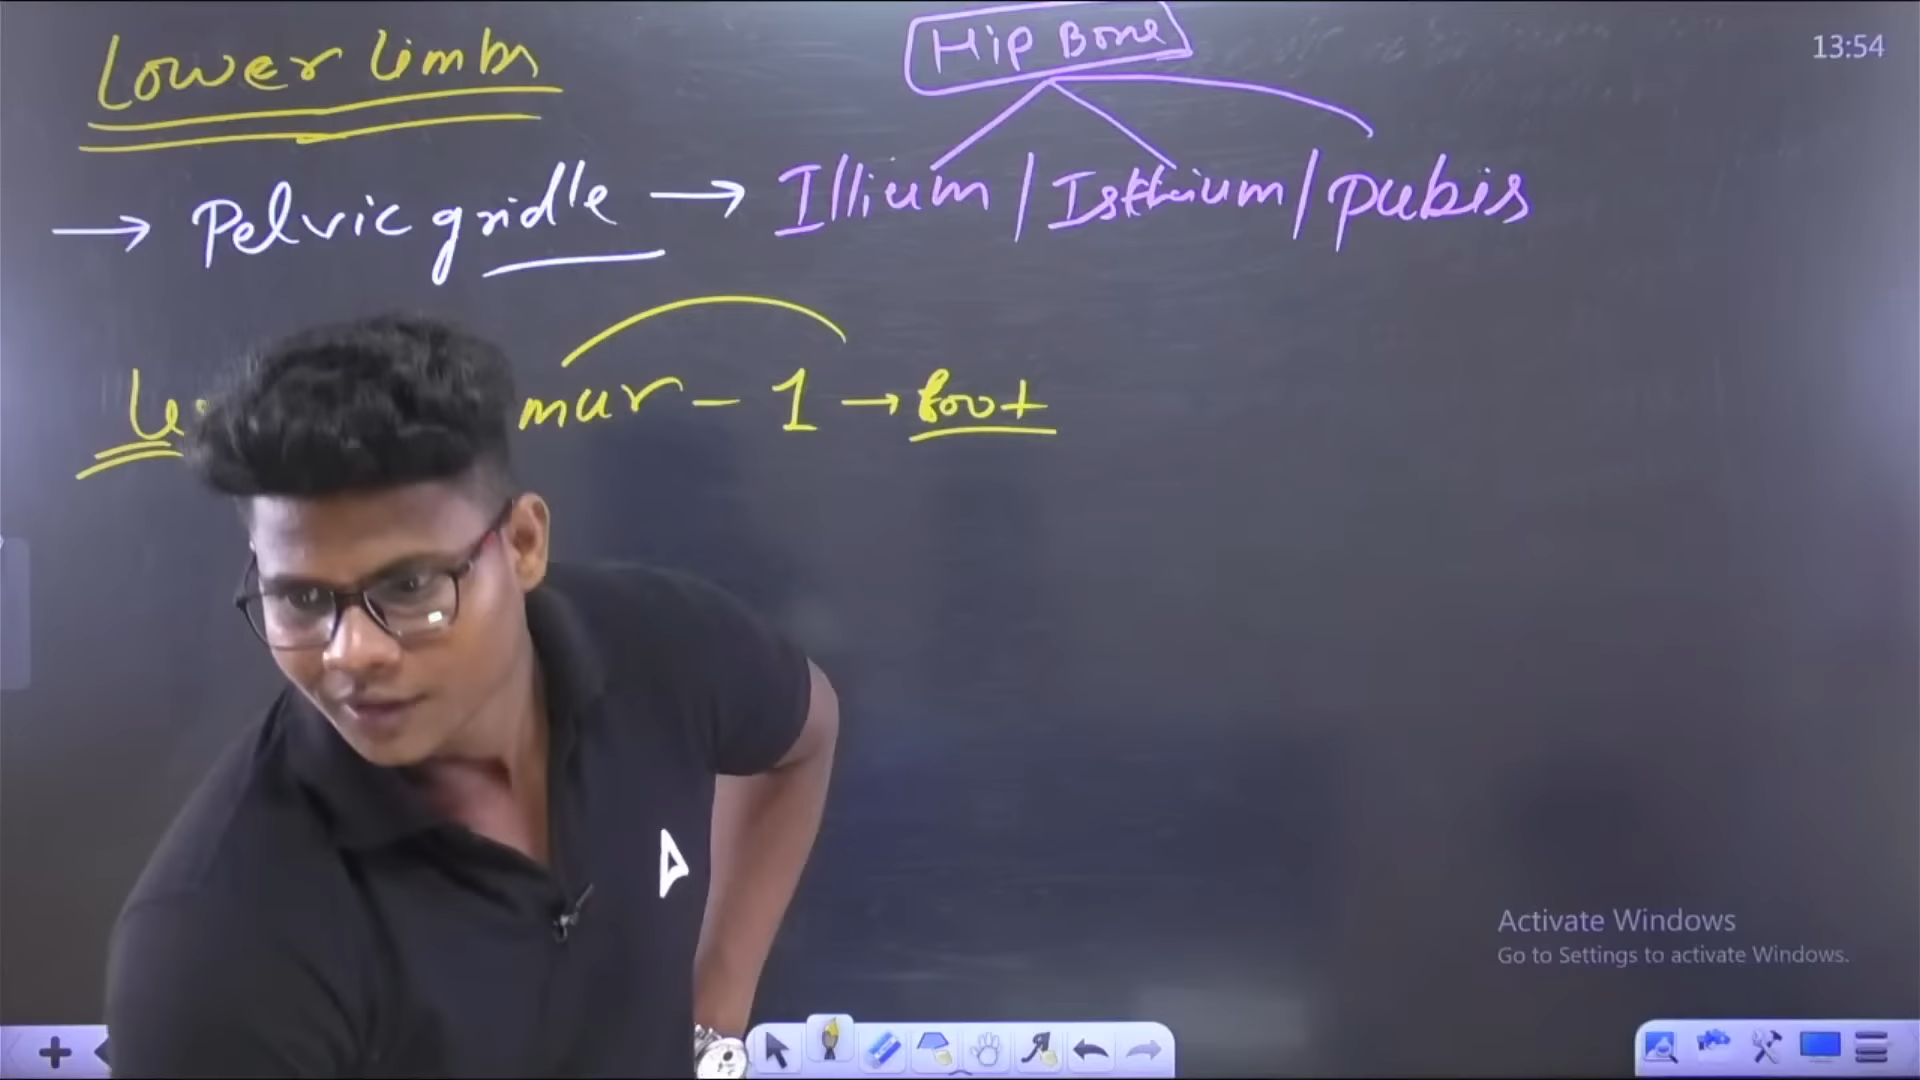 Lower limbs
Hip Bone
13:54
→ Pelvic gridle → Illium / Isthium / pubis
mur - 1 → foot
Activate Windows
Go to Settings to activate Windows.